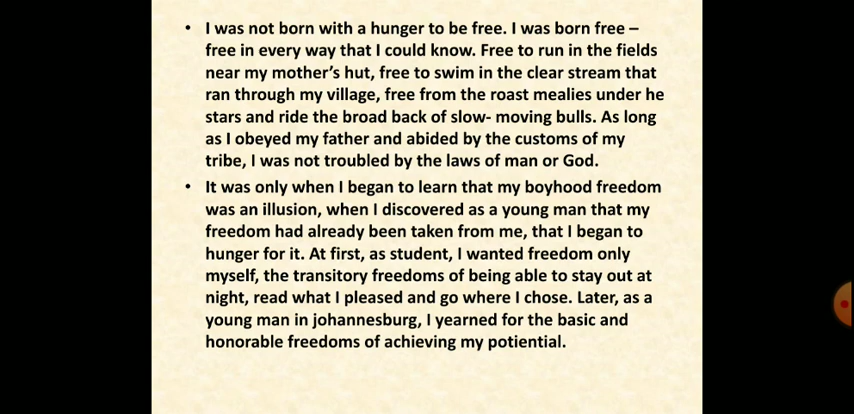 • I was not born with a hunger to be free. I was born free –
free in every way that I could know. Free to run in the fields
near my mother's hut, free to swim in the clear stream that
ran through my village, free from the roast mealies under he
stars and ride the broad back of slow- moving bulls. As long
as I obeyed my father and abided by the customs of my
tribe, I was not troubled by the laws of man or God.
• It was only when I began to learn that my boyhood freedom
was an illusion, when I discovered as a young man that my
freedom had already been taken from me, that I began to
hunger for it. At first, as student, I wanted freedom only
myself, the transitory freedoms of being able to stay out at
night, read what I pleased and go where I chose. Later, as a
young man in johannesburg, I yearned for the basic and
honorable freedoms of achieving my potiential.